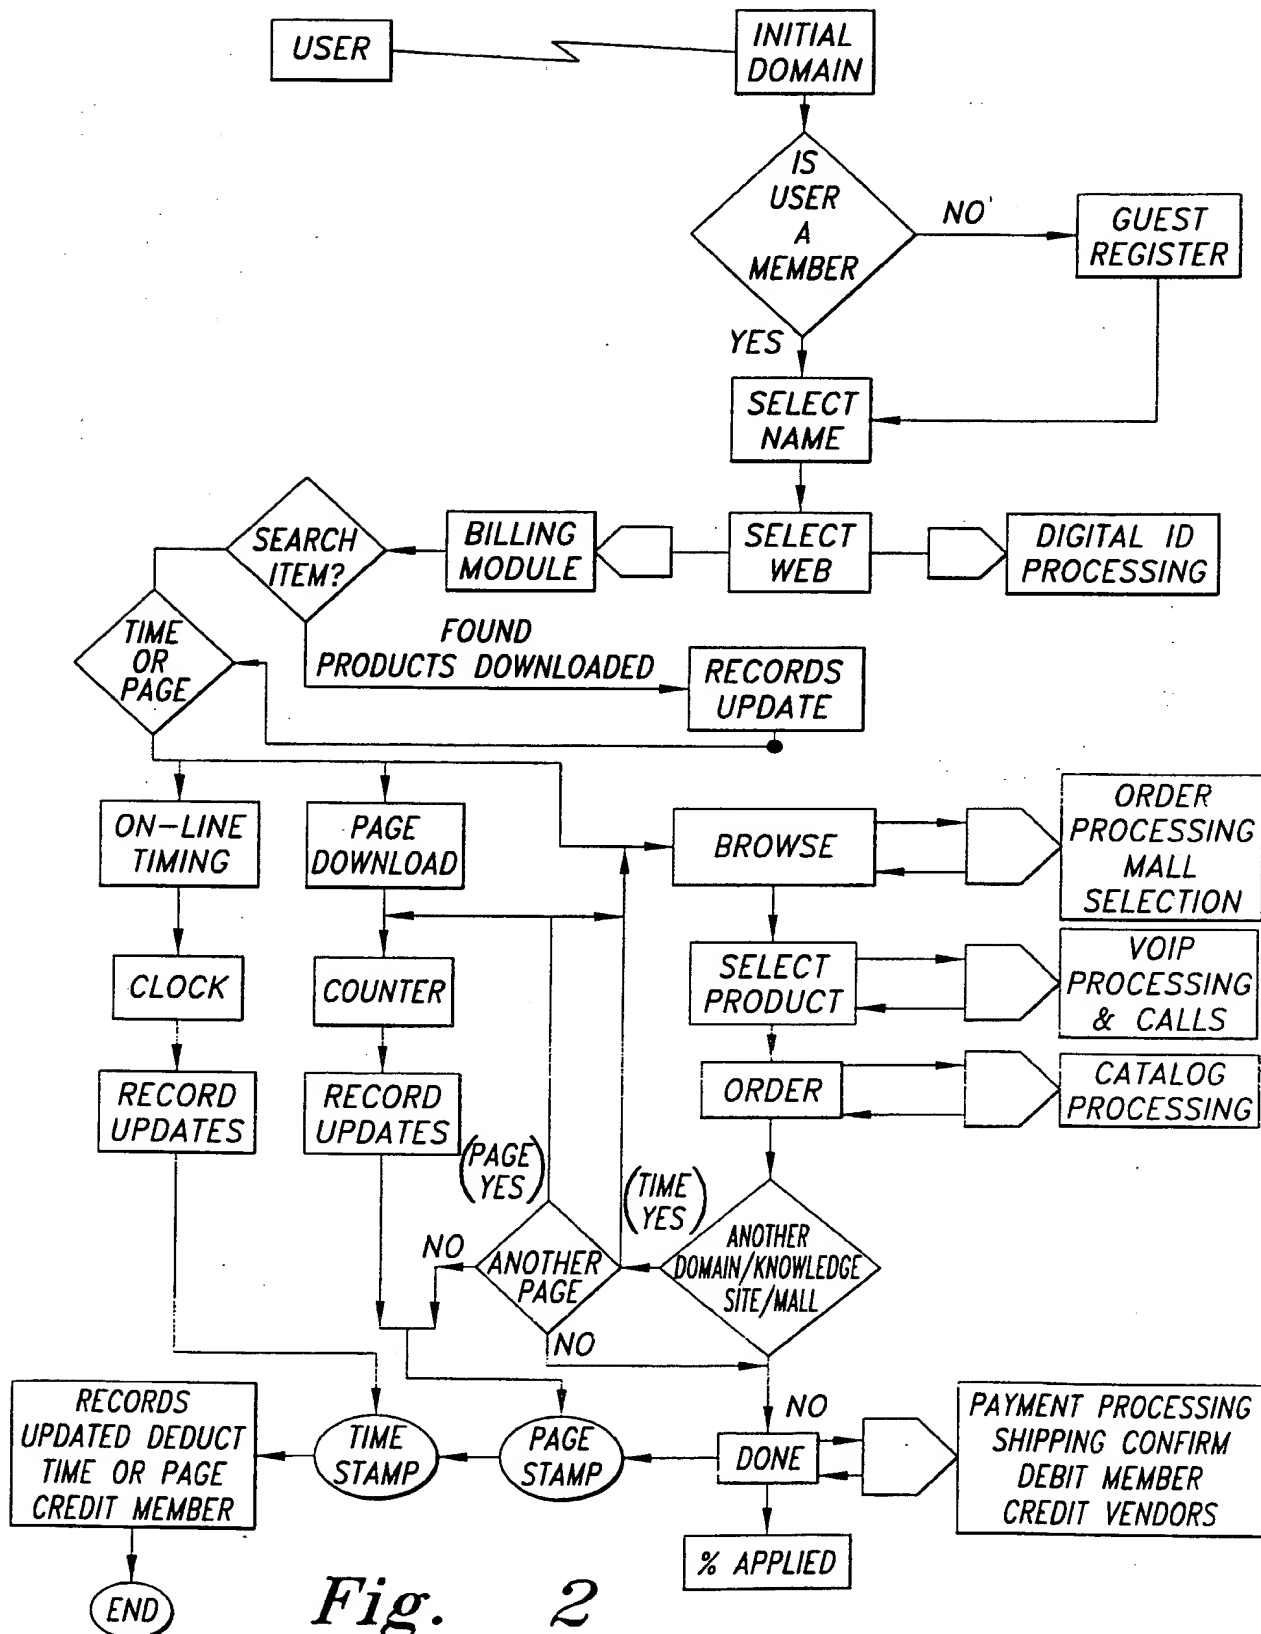 USER
INITIAL
DOMAIN
IS
USER
A
MEMBER
NO
GUEST
REGISTER
YES
SELECT
NAME
SEARCH
ITEM?
BILLING
MODULE
SELECT
WEB
DIGITAL ID
PROCESSING
TIME
OR
PAGE
FOUND
PRODUCTS DOWNLOADED
RECORDS
UPDATE
ON-LINE
TIMING
PAGE
DOWNLOAD
BROWSE
ORDER
PROCESSING
MALL
SELECTION
CLOCK
COUNTER
SELECT
PRODUCT
VOIP
PROCESSING
& CALLS
RECORD
UPDATES
RECORD
UPDATES
ORDER
CATALOG
PROCESSING
(PAGE
YES)
(TIME
YES)
NO
ANOTHER
PAGE
ANOTHER
DOMAIN/KNOWLEDGE
SITE/MALL
NO
NO
RECORDS
UPDATED DEDUCT
TIME OR PAGE
CREDIT MEMBER
TIME
STAMP
PAGE
STAMP
DONE
PAYMENT PROCESSING
SHIPPING CONFIRM
DEBIT MEMBER
CREDIT VENDORS
% APPLIED
END
Fig. 2